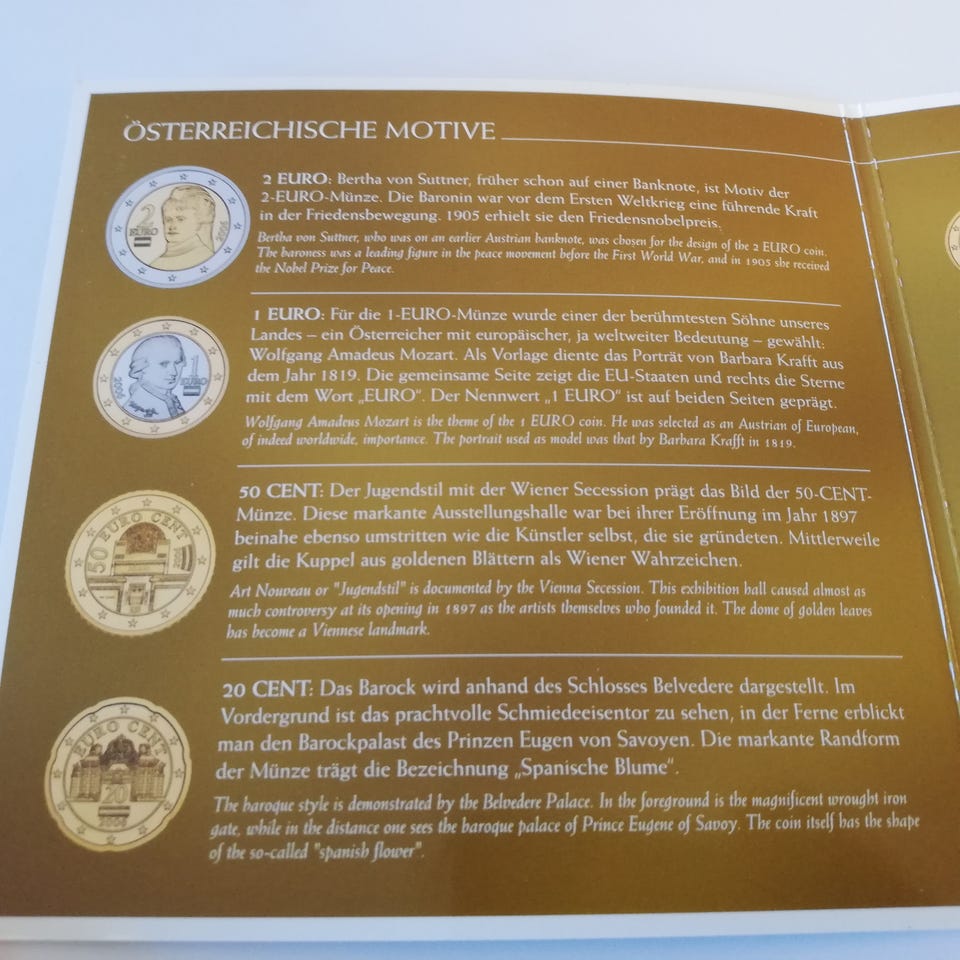 ÖSTERREICHISCHE MOTIVE
2 EURO: Bertha von Suttner, früher schon auf einer Banknote, ist Motiv der
2-EURO-Münze. Die Baronin war vor dem Ersten Weltkrieg eine führende Kraft
in der Friedensbewegung. 1905 erhielt sie den Friedensnobelpreis.
Bertha von Suttner, who was on an earlier Austrian banknote, was chosen for the design of the 2 EURO coin.
The baroness was a leading figure in the peace movement before the First World War, and in 1905 she received
the Nobel Prize for Peace.
2
EURO
2006
1 EURO: Für die 1-EURO-Münze wurde einer der berühmtesten Söhne unseres
Landes – ein Österreicher mit europäischer, ja weltweiter Bedeutung – gewählt:
Wolfgang Amadeus Mozart. Als Vorlage diente das Porträt von Barbara Krafft aus
dem Jahr 1819. Die gemeinsame Seite zeigt die EU-Staaten und rechts die Sterne
mit dem Wort „EURO“. Der Nennwert „1 EURO“ ist auf beiden Seiten geprägt.
Wolfgang Amadeus Mozart is the theme of the 1 EURO coin. He was selected as an Austrian of European,
of indeed worldwide, importance. The portrait used as model was that by Barbara Krafft in 1819.
1
EURO
2006
50 CENT: Der Jugendstil mit der Wiener Secession prägt das Bild der 50-CENT-
Münze. Diese markante Ausstellungshalle war bei ihrer Eröffnung im Jahr 1897
beinahe ebenso umstritten wie die Künstler selbst, die sie gründeten. Mittlerweile
gilt die Kuppel aus goldenen Blättern als Wiener Wahrzeichen.
Art Nouveau or "Jugendstil" is documented by the Vienna Secession. This exhibition hall caused almost as
much controversy at its opening in 1897 as the artists themselves who founded it. The dome of golden leaves
has become a Viennese landmark.
50 EURO CENT
2006
20 CENT: Das Barock wird anhand des Schlosses Belvedere dargestellt. Im
Vordergrund ist das prachtvolle Schmiedeeisentor zu sehen, in der Ferne erblickt
man den Barockpalast des Prinzen Eugen von Savoyen. Die markante Randform
der Münze trägt die Bezeichnung „Spanische Blume“.
The baroque style is demonstrated by the Belvedere Palace. In the foreground is the magnificent wrought iron
gate, while in the distance one sees the baroque palace of Prince Eugene of Savoy. The coin itself has the shape
of the so-called "spanish flower".
EURO CENT
20
2006